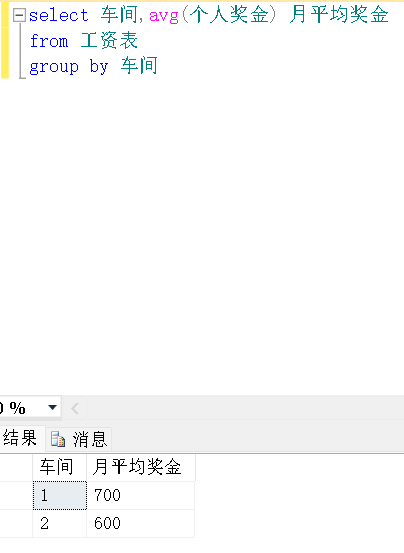 select 车间,avg(个人奖金) 月平均奖金
from 工资表
group by 车间
0 %
结果 消息
车间 月平均奖金
1 700
2 600